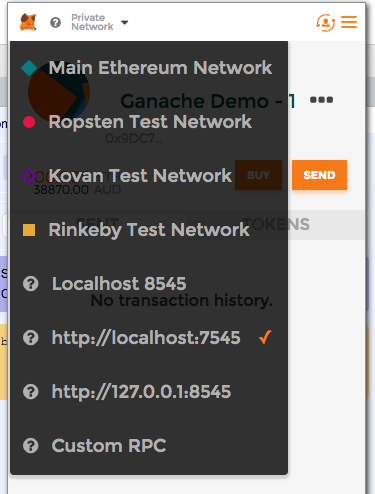 Private
Network
Main Ethereum Network
Ganache Demo - 1
Ropsten Test Network
0x9DC7...
Kovan Test Network
BUY
SEND
38870.00 AUD
SENT
TOKENS
Rinkeby Test Network
Localhost 8545
No transaction history.
http://localhost:7545
http://127.0.0.1:8545
Custom RPC